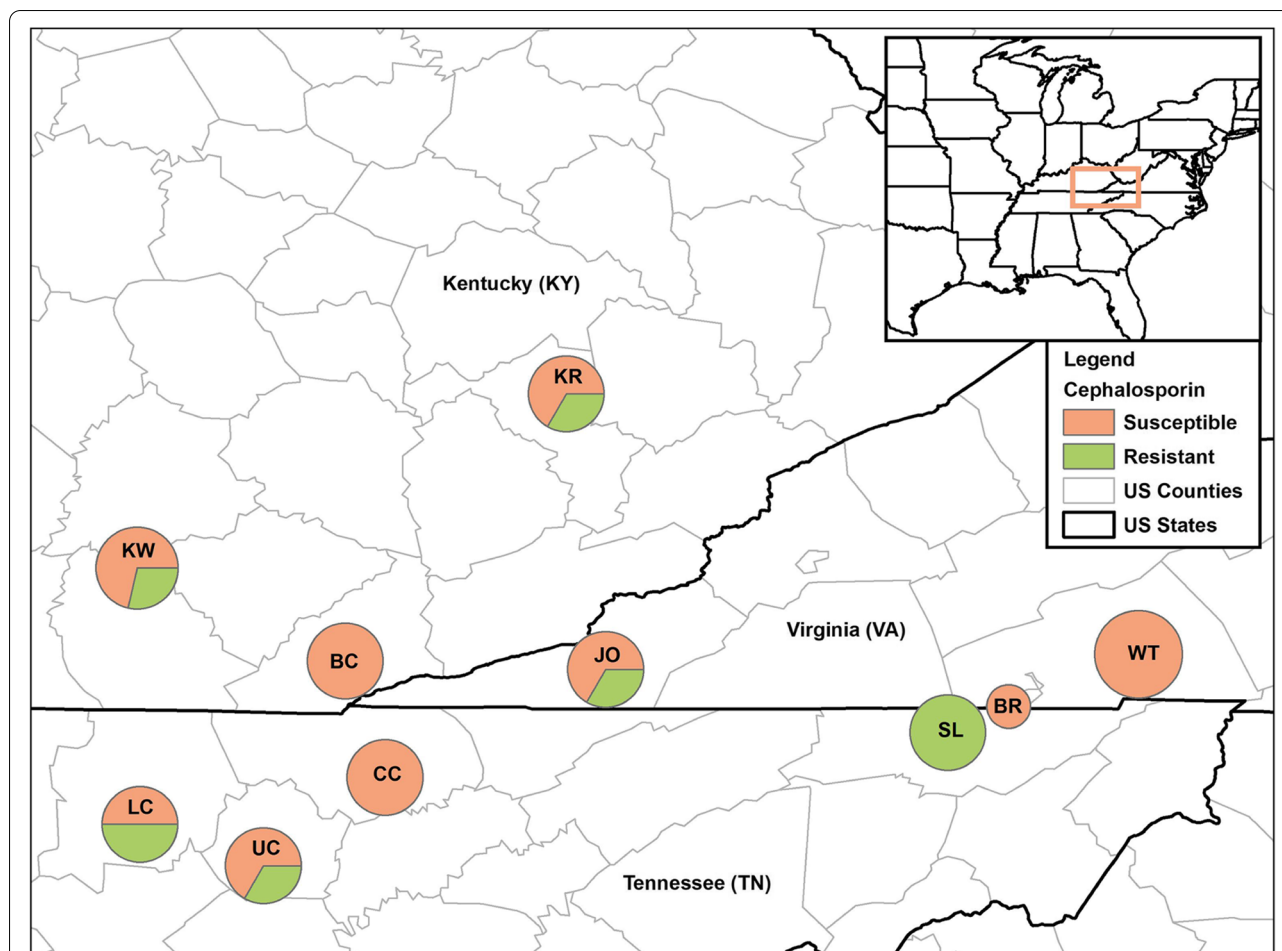 Kentucky (KY)
Legend
Cephalosporin
Susceptible
KR
Resistant
US Counties
US States
KW
Virginia (VA)
BC
JO
WT
BR
SL
CC
LC
UC
Tennessee (TN)